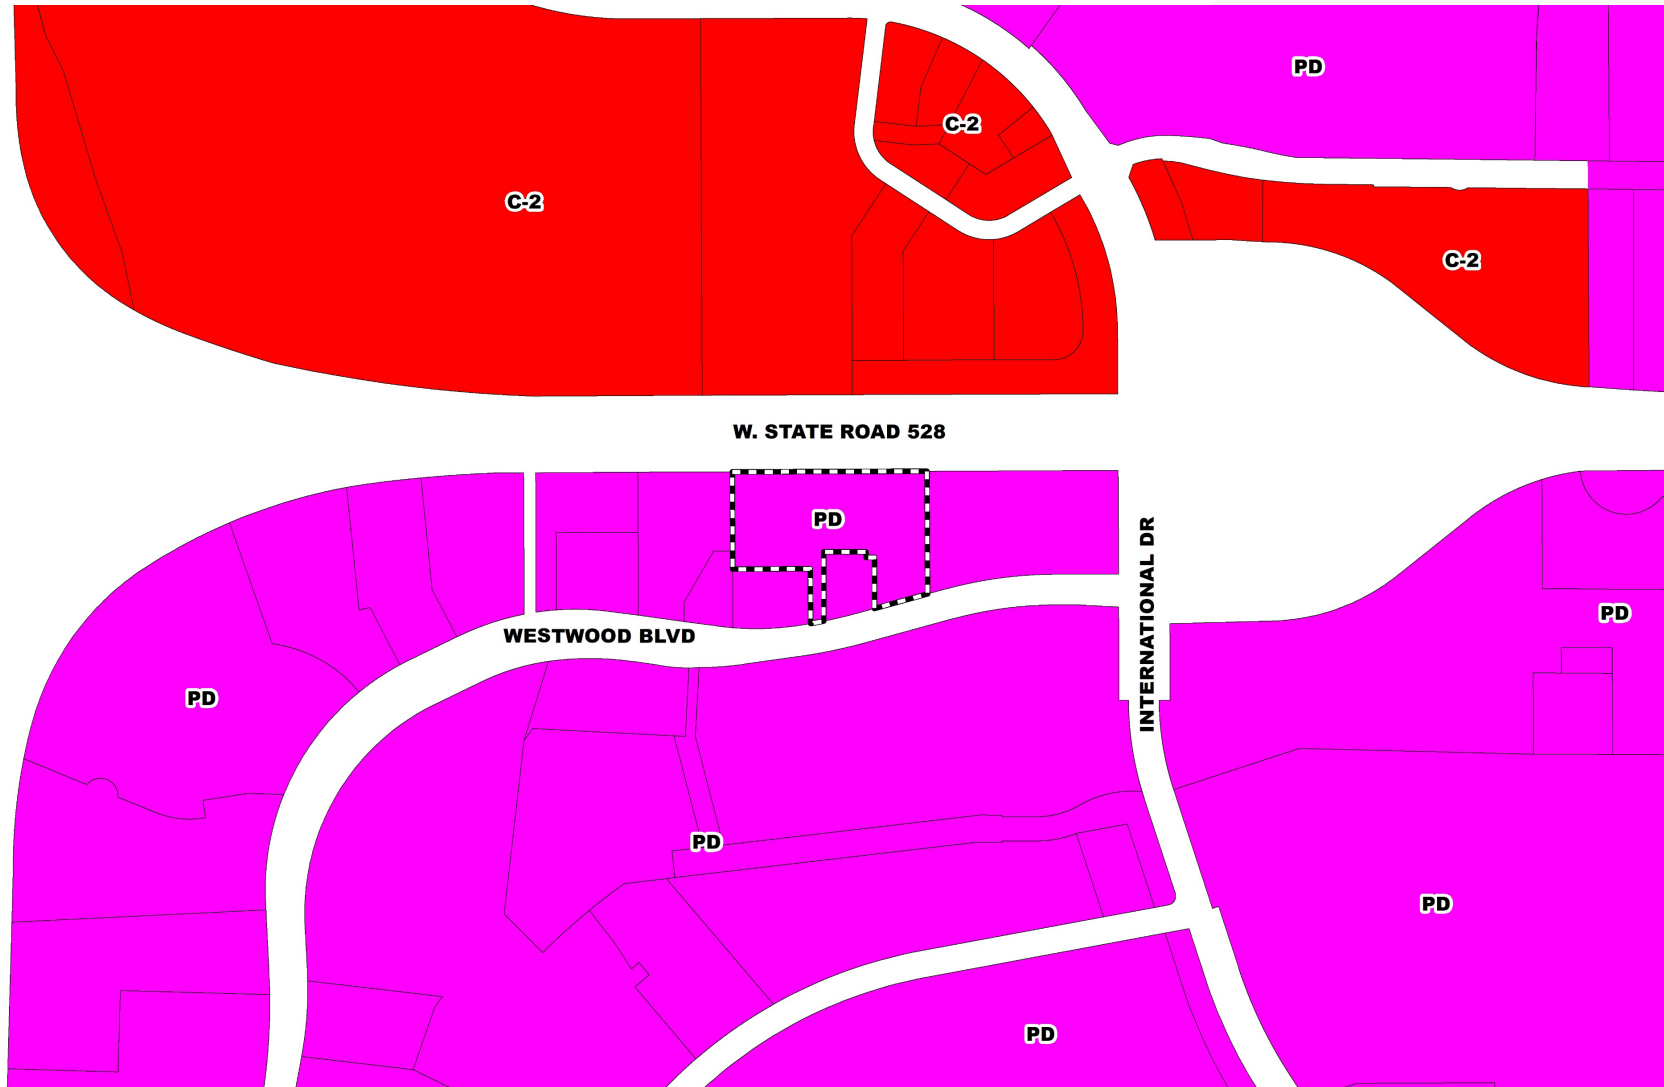 PD
C-2
C-2
C-2
W. STATE ROAD 528
PD
INTERNATIONAL DR
PD
WESTWOOD BLVD
PD
PD
PD
PD